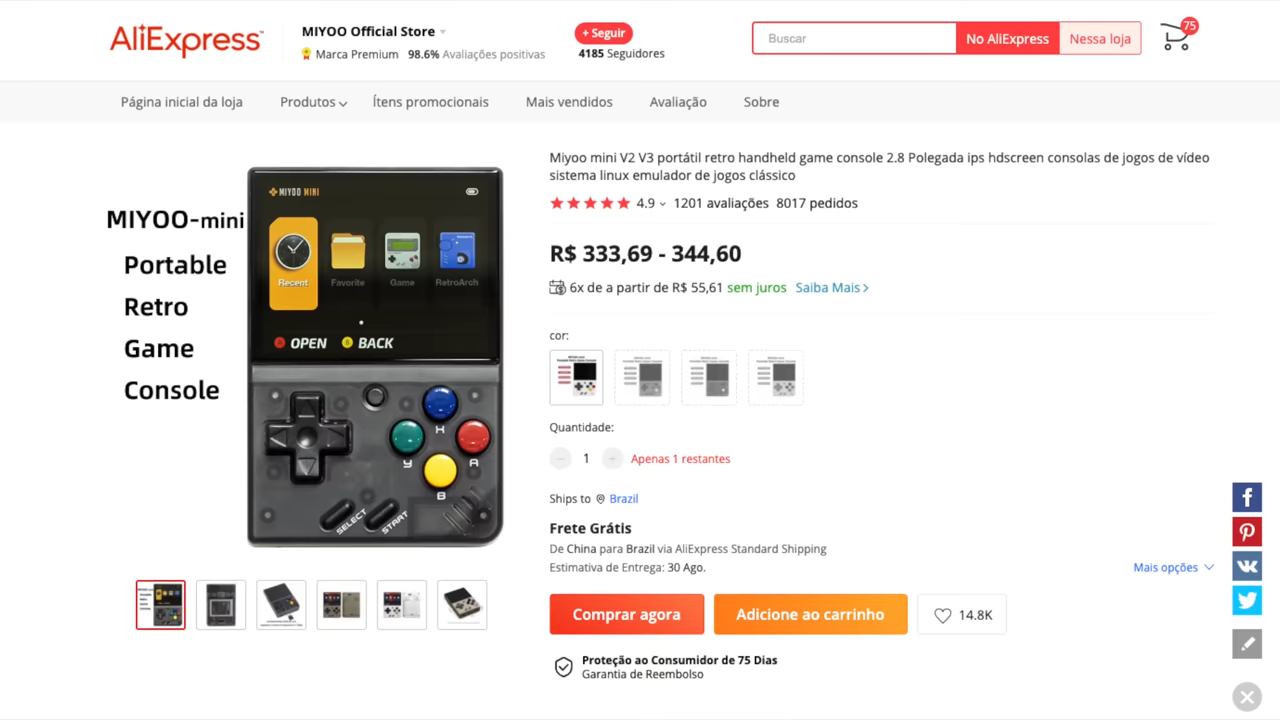 AliExpress
MIYOO Official Store
Marca Premium 98.6% Avaliações positivas
+ Seguir
4185 Seguidores
Buscar
No AliExpress
Nessa loja
75
Página inicial da loja
Produtos
Ítens promocionais
Mais vendidos
Avaliação
Sobre
MIYOO-mini
Portable
Retro
Game
Console
MIYOO MINI
Recent
Favorite
Game
RetroArch
OPEN
BACK
X
Y
A
B
SELECT
START
Miyoo mini V2 V3 portátil retro handheld game console 2.8 Polegada ips hdscreen consolas de jogos de vídeo
sistema linux emulador de jogos clássico
4.9 1201 avaliações 8017 pedidos
R$ 333,69 - 344,60
6x de a partir de R$ 55,61 sem juros Saiba Mais
cor:
Quantidade:
1
Apenas 1 restantes
Ships to Brazil
Frete Grátis
De China para Brazil via AliExpress Standard Shipping
Estimativa de Entrega: 30 Ago.
Mais opções
Comprar agora
Adicione ao carrinho
14.8K
Proteção ao Consumidor de 75 Dias
Garantia de Reembolso